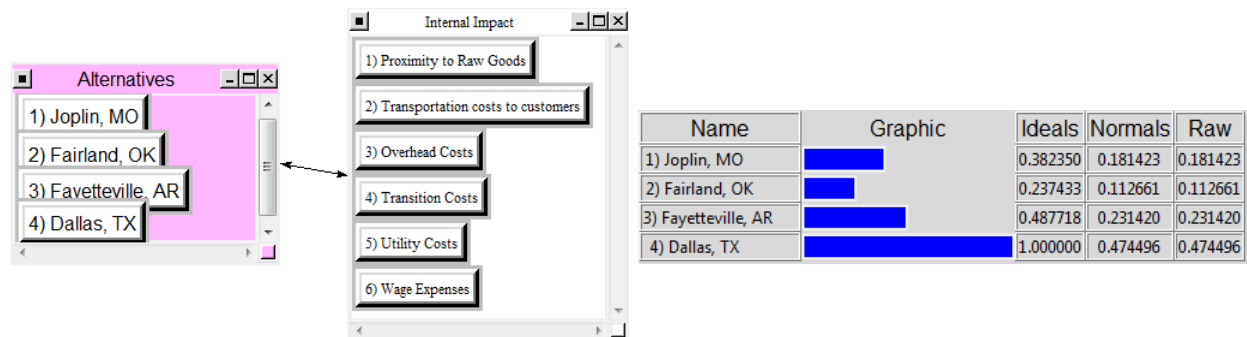 Alternatives
1) Joplin, MO
2) Fairland, OK
3) Fayetteville, AR
4) Dallas, TX
Internal Impact
1) Proximity to Raw Goods
2) Transportation costs to customers
3) Overhead Costs
4) Transition Costs
5) Utility Costs
6) Wage Expenses
Name Graphic Ideals Normals Raw
1) Joplin, MO 0.382350 0.181423 0.181423
2) Fairland, OK 0.237433 0.112661 0.112661
3) Fayetteville, AR 0.487718 0.231420 0.231420
4) Dallas, TX 1.000000 0.474496 0.474496